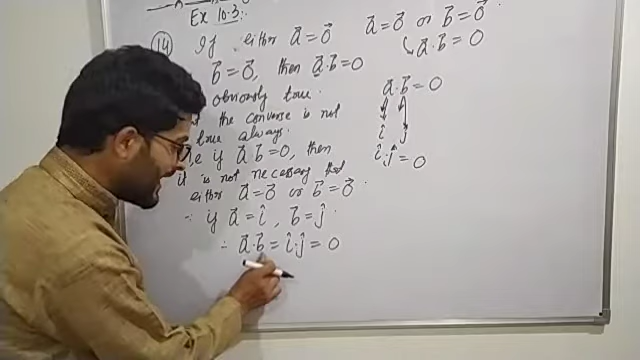 Ex 10.3:-
(14) If either a⃗ = 0⃗ or
b⃗ = 0⃗, then a⃗.b⃗ = 0
obviously true.
the converse is not
true always.
i.e if a⃗ b⃗ = 0, then
it is not necessary that
either a⃗ = 0⃗ or b⃗ = 0⃗.
∵ if a⃗ = î, b⃗ = ĵ.
∴ a⃗.b⃗ = î.ĵ = 0
a⃗ = 0⃗ or b⃗ = 0⃗
a⃗.b⃗ = 0
a⃗.b⃗ = 0
î ĵ
î.ĵ = 0